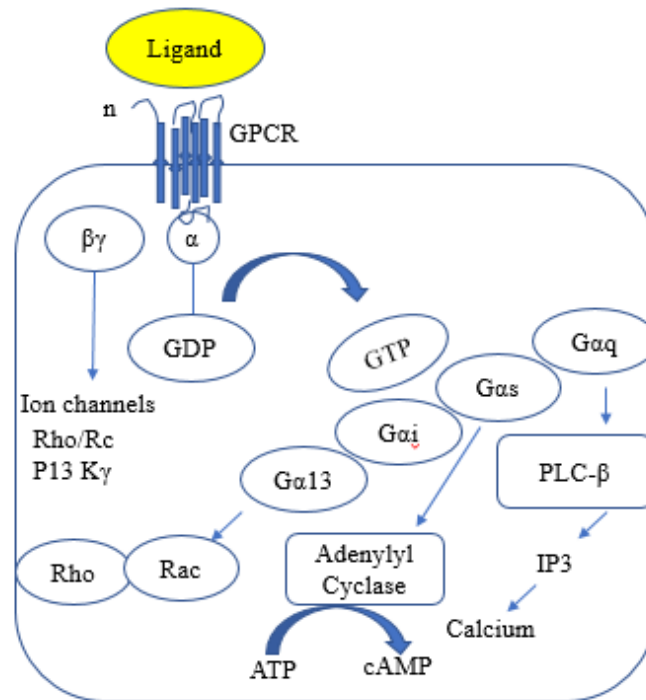 Ligand
n
GPCR
βγ
α
GDP
GTP
Gαq
Gαs
Gαi
Gα13
Ion channels
Rho/Rc
P13 Kγ
PLC-β
Rho
Rac
Adenylyl
Cyclase
IP3
Calcium
ATP
cAMP